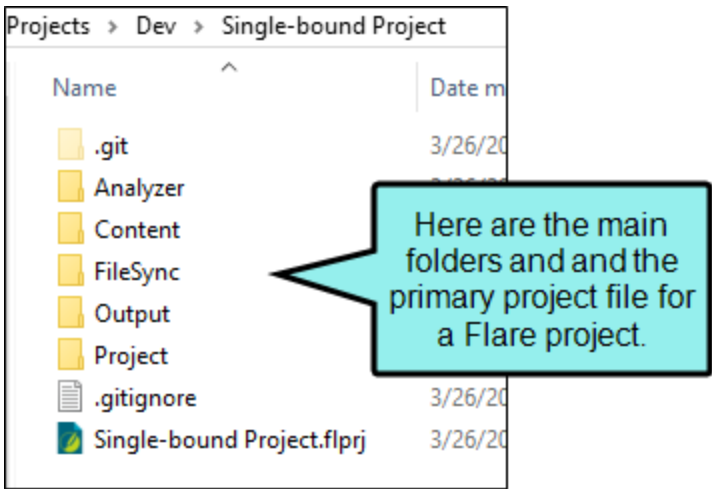 Projects > Dev > Single-bound Project
Name Date m
.git 3/26/20
Analyzer
Content
FileSync
Output
Project
.gitignore 3/26/20
Single-bound Project.flprj 3/26/20
Here are the main
folders and and the
primary project file for
a Flare project.